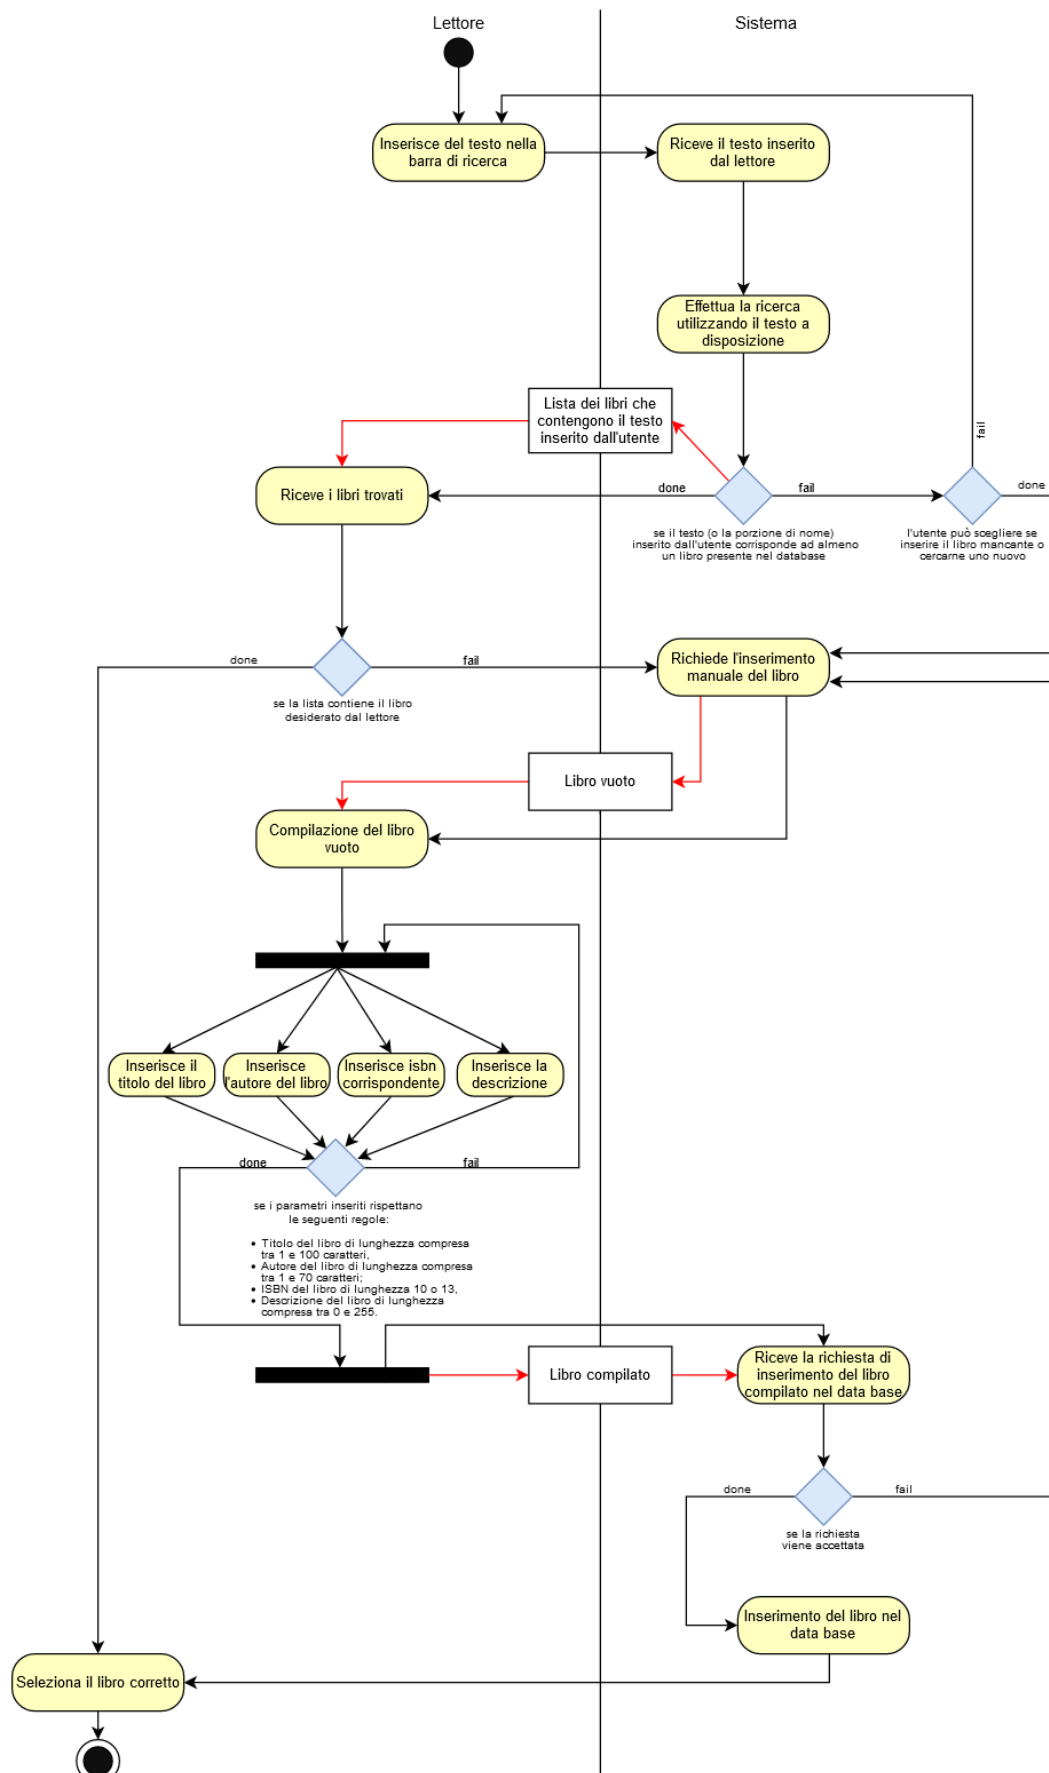 Lettore
Sistema
Inserisce del testo nella
barra di ricerca
Riceve il testo inserito
dal lettore
Effettua la ricerca
utilizzando il testo a
disposizione
Lista dei libri che
contengono il testo
inserito dall'utente
fail
Riceve i libri trovati
done
fail
done
se il testo (o la porzione di nome)
inserito dall'utente corrisponde ad almeno
un libro presente nel database
l'utente può scegliere se
inserire il libro mancante o
cercarne uno nuovo
done
fail
Richiede l'inserimento
manuale del libro
se la lista contiene il libro
desiderato dal lettore
Libro vuoto
Compilazione del libro
vuoto
Inserisce il
titolo del libro
Inserisce
l'autore del libro
Inserisce isbn
corrispondente
Inserisce la
descrizione
done
fail
se i parametri inseriti rispettano
le seguenti regole:
• Titolo del libro di lunghezza compresa
tra 1 e 100 caratteri,
• Autore del libro di lunghezza compresa
tra 1 e 70 caratteri;
• ISBN del libro di lunghezza 10 o 13,
• Descrizione del libro di lunghezza
compresa tra 0 e 255.
Libro compilato
Riceve la richiesta di
inserimento del libro
compilato nel data base
done
fail
se la richiesta
viene accettata
Inserimento del libro nel
data base
Seleziona il libro corretto